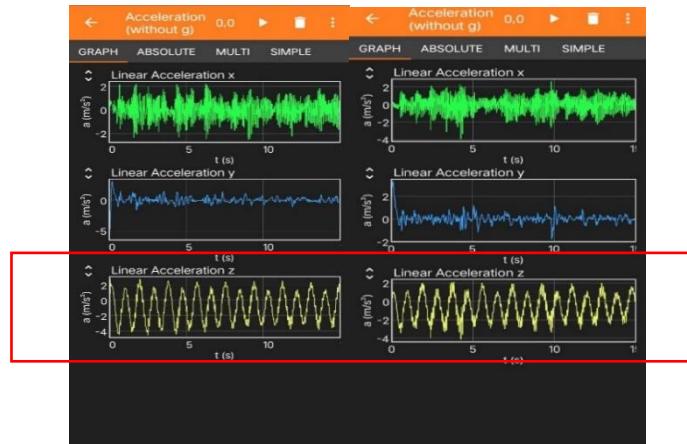 Acceleration
(without g)
0,0
GRAPH ABSOLUTE MULTI SIMPLE
Linear Acceleration x
a (m/s²)
2
0
-2
0 5 10
t (s)
Linear Acceleration y
a (m/s²)
0
-5
0 5 10
t (s)
Linear Acceleration z
a (m/s²)
2
0
-2
-4
0 5 10
t (s)
Acceleration
(without g)
0,0
GRAPH ABSOLUTE MULTI SIMPLE
Linear Acceleration x
a (m/s²)
2
0
-2
-4
0 5 10
t (s)
Linear Acceleration y
a (m/s²)
2
0
-2
0 5 10
t (s)
Linear Acceleration z
a (m/s²)
2
0
-2
-4
0 5 10
t (s)